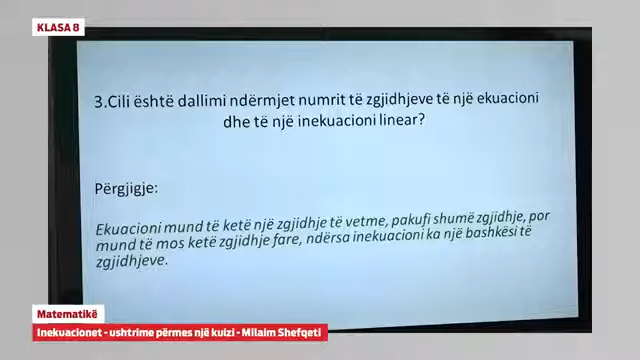 KLASA 8
3.Cili është dallimi ndërmjet numrit të zgjidhjeve të një ekuacioni
dhe të një inekuacioni linear?
Përgjigje:
Ekuacioni mund të ketë një zgjidhje të vetme, pakufi shumë zgjidhje, por
mund të mos ketë zgjidhje fare, ndërsa inekuacioni ka një bashkësi të
zgjidhjeve.
Matematikë
Inekuacionet - ushtrime përmes një kuizi - Milaim Shefqeti